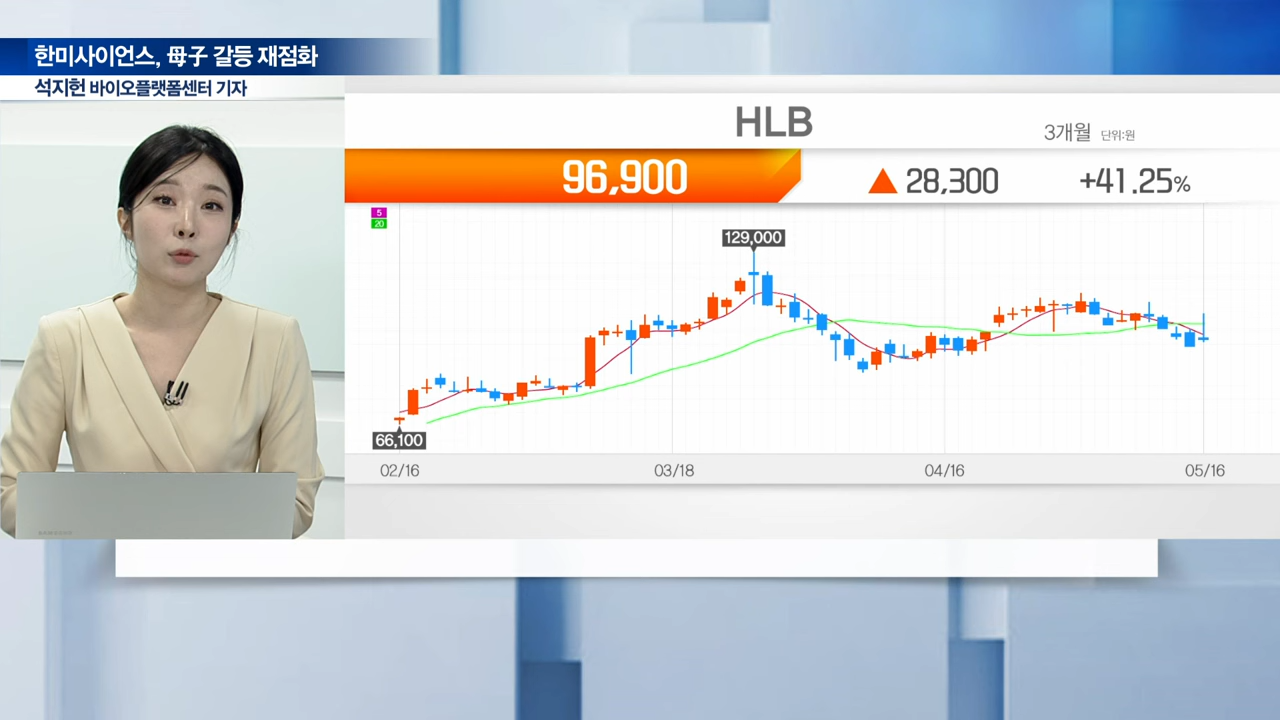 한미사이언스, 母子 갈등 재점화
석지헌 바이오플랫폼센터 기자
HLB
3개월 단위:원
96,900 ▲ 28,300 +41.25%
5
20
129,000
66,100
02/16 03/18 04/16 05/16
SAMSUNG